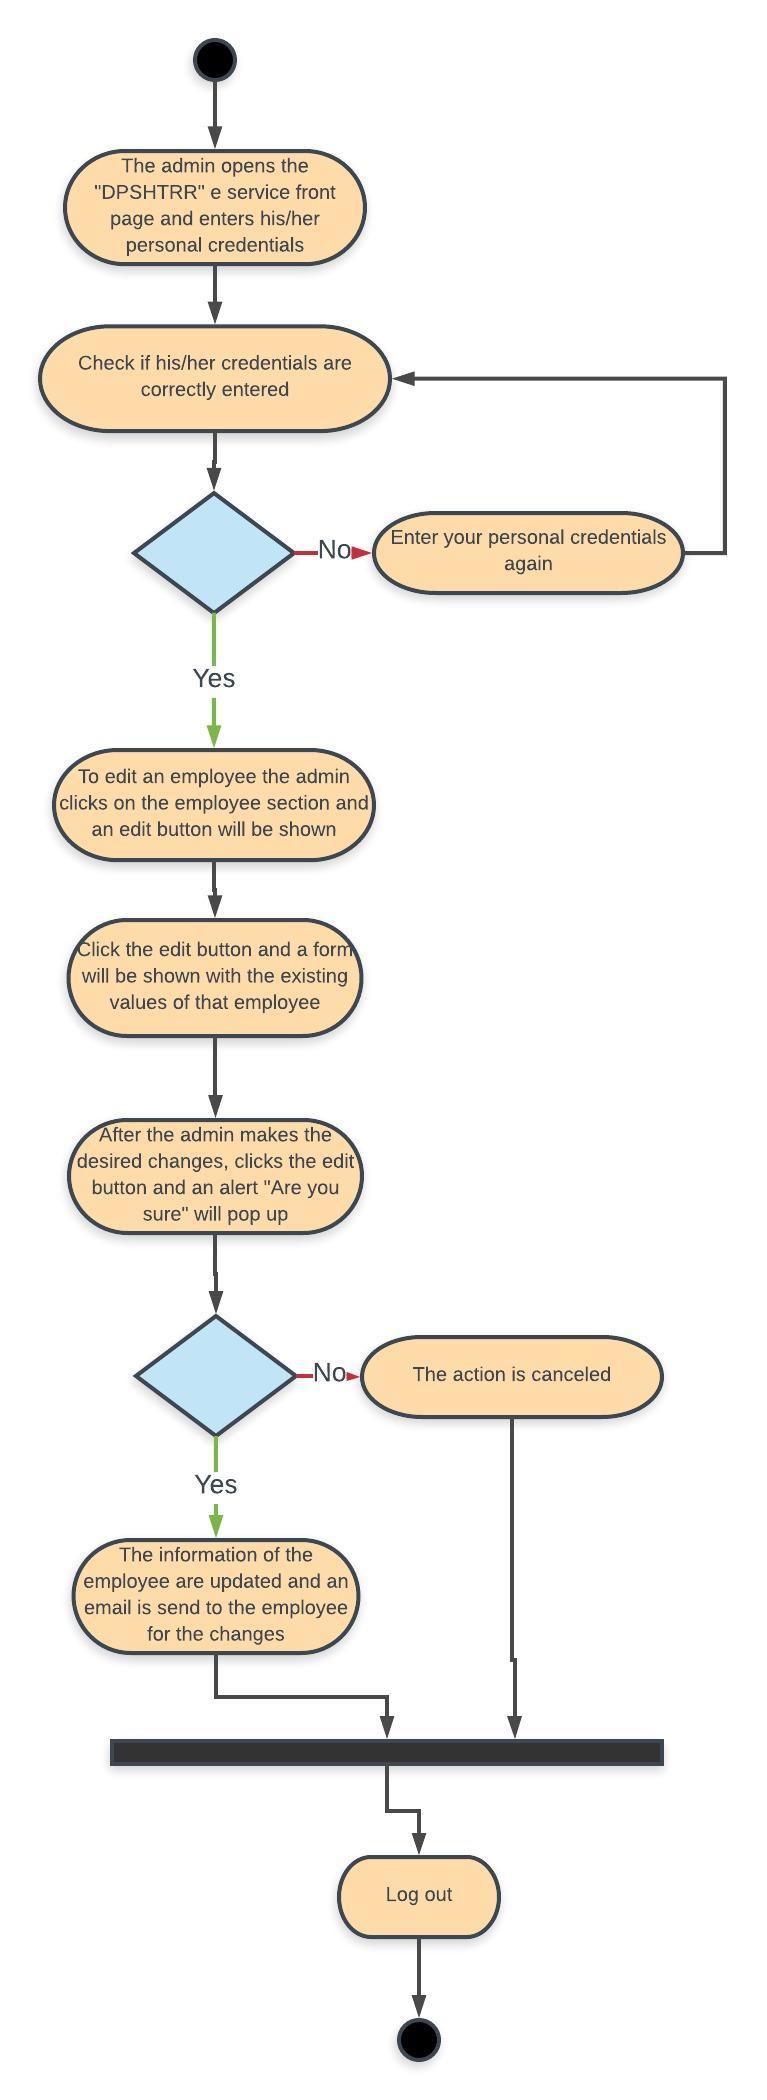 The admin opens the
"DPSHTRR" e service front
page and enters his/her
personal credentials
Check if his/her credentials are
correctly entered
No
Enter your personal credentials
again
Yes
To edit an employee the admin
clicks on the employee section and
an edit button will be shown
Click the edit button and a form
will be shown with the existing
values of that employee
After the admin makes the
desired changes, clicks the edit
button and an alert "Are you
sure" will pop up
No
The action is canceled
Yes
The information of the
employee are updated and an
email is send to the employee
for the changes
Log out